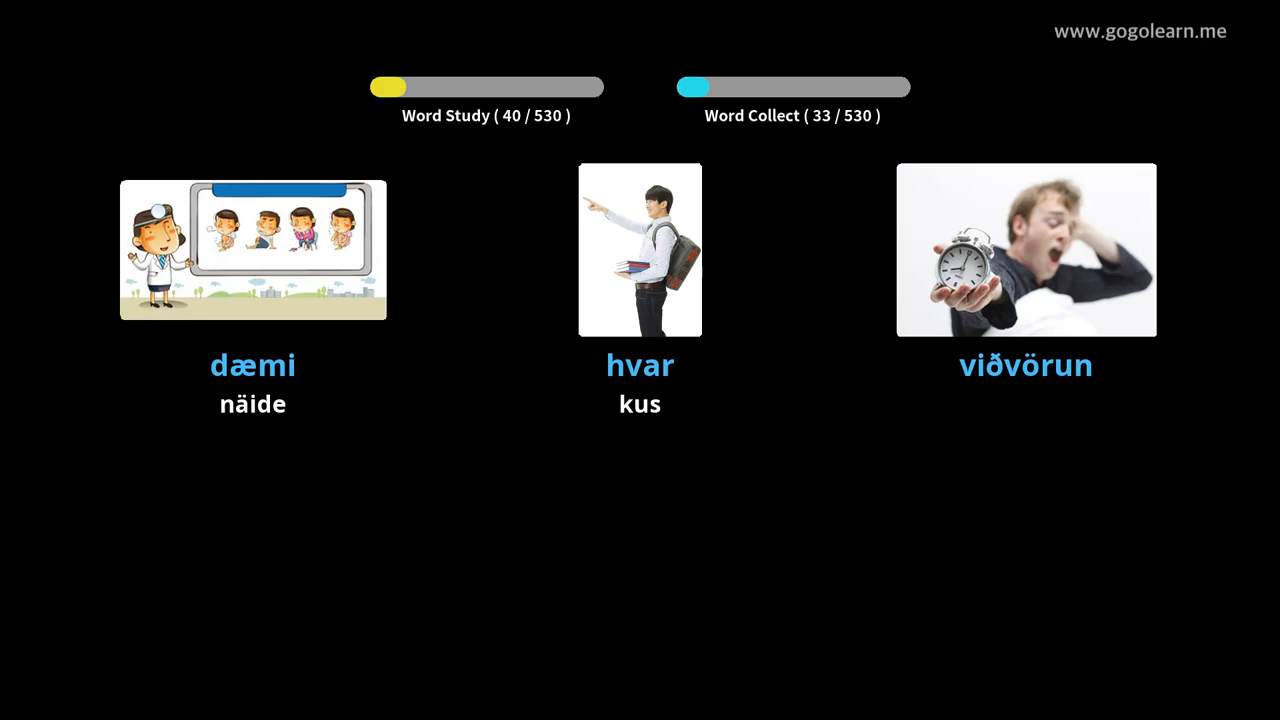 www.gogolearn.me
Word Study ( 40 / 530 )
Word Collect ( 33 / 530 )
dæmi
näide
hvar
kus
viðvörun